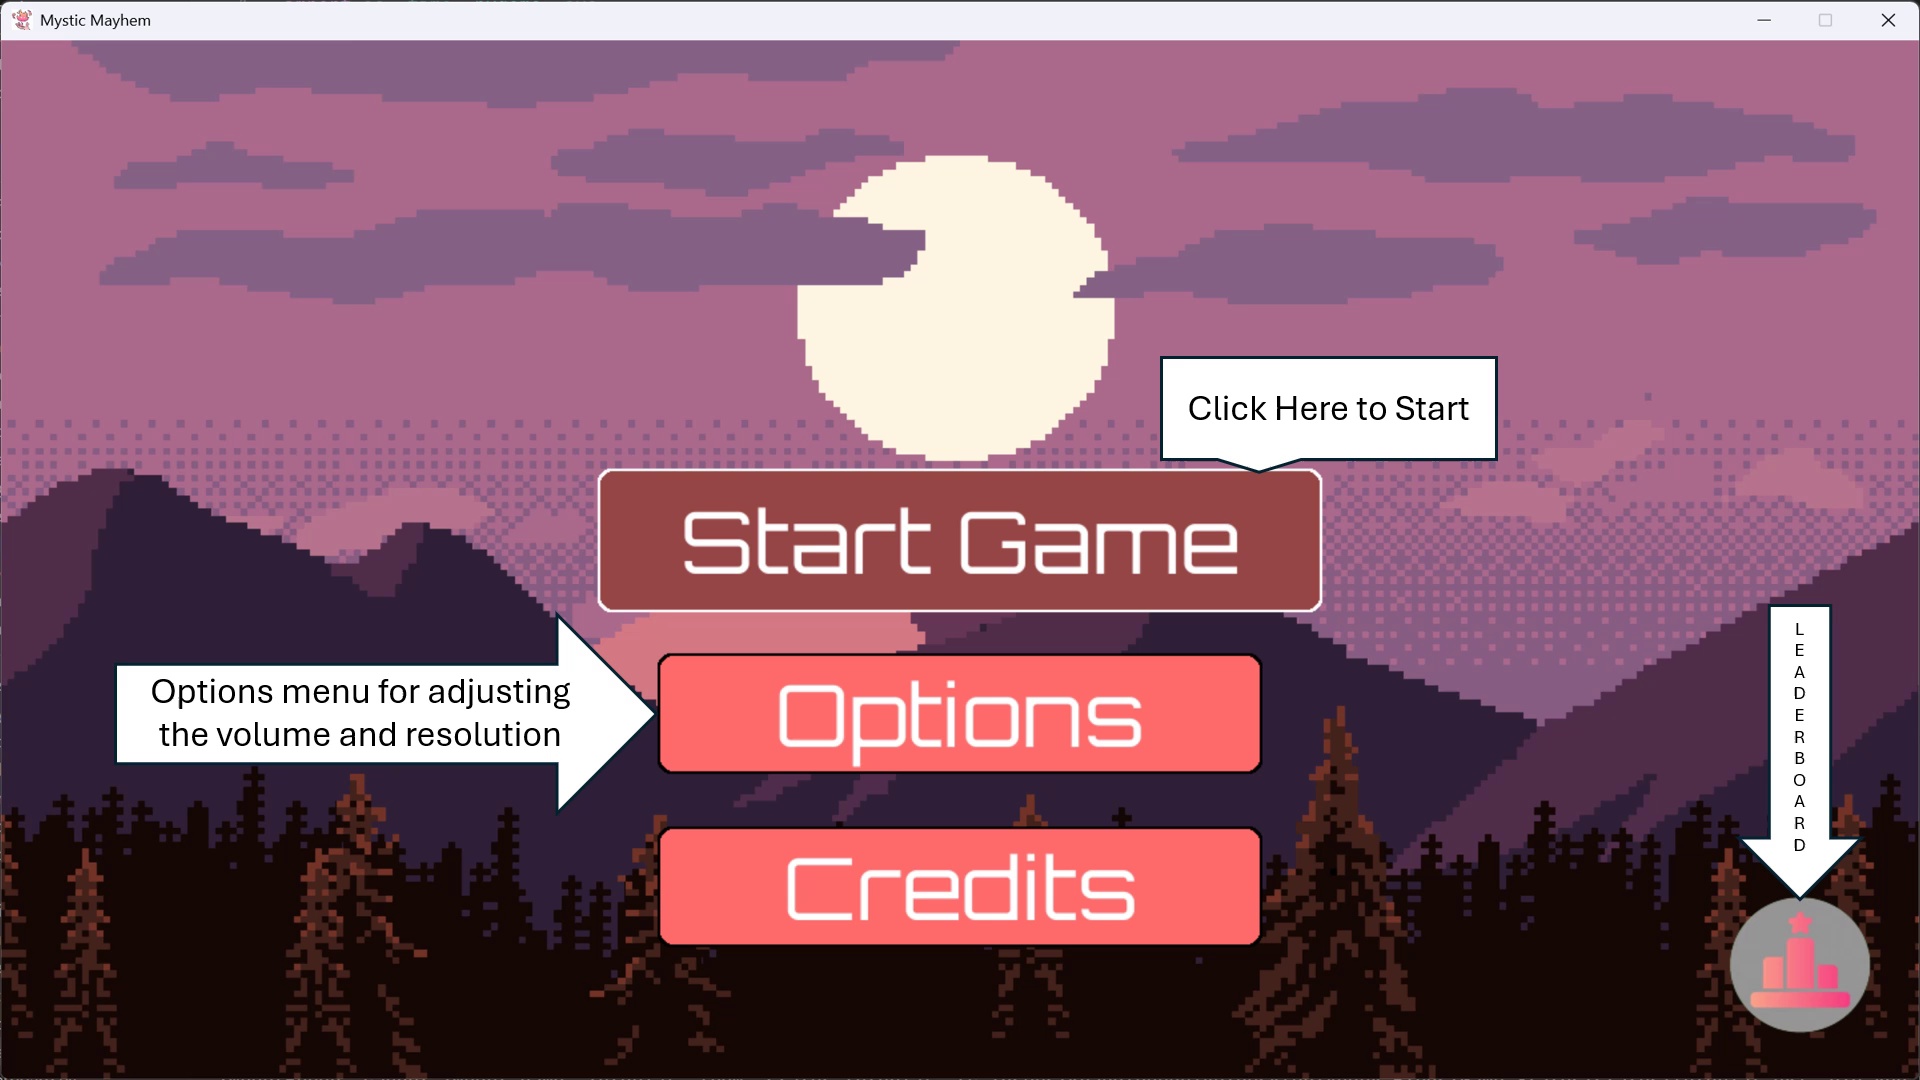 Mystic Mayhem
Click Here to Start
Start Game
Options menu for adjusting
the volume and resolution
Options
Credits
L
E
A
D
E
R
B
O
A
R
D